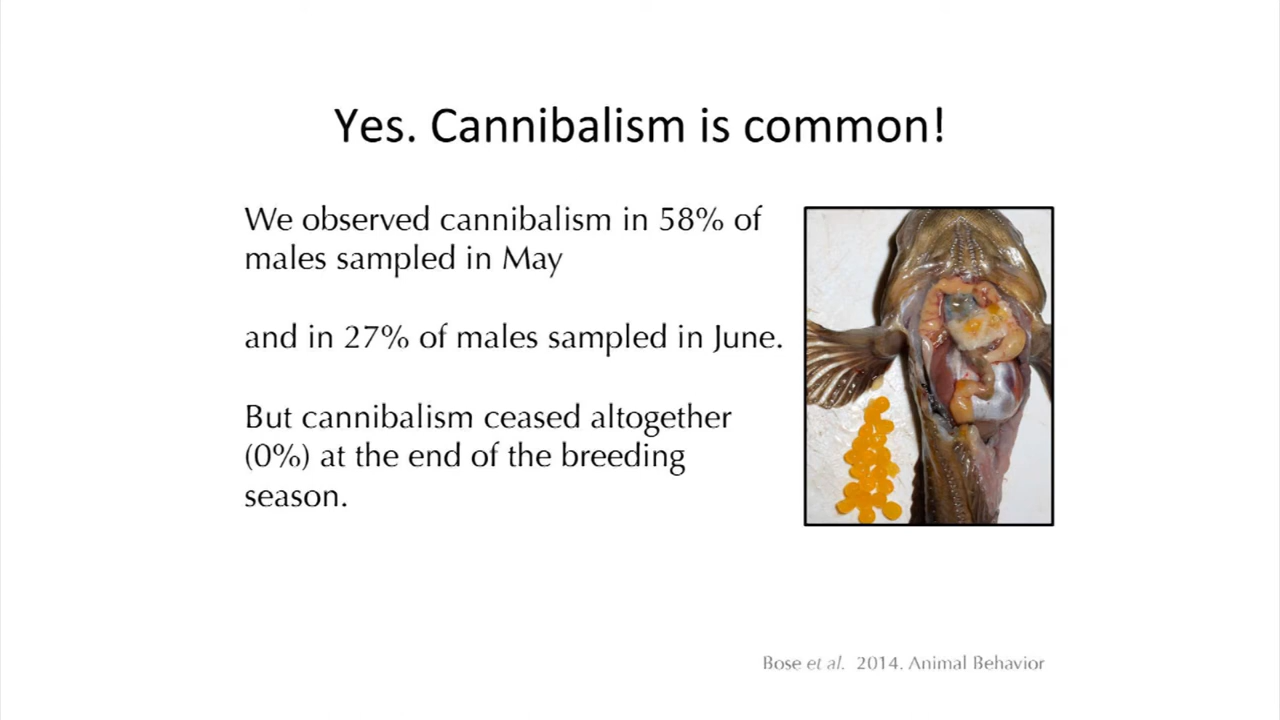 Yes. Cannibalism is common!
We observed cannibalism in 58% of
males sampled in May
and in 27% of males sampled in June.
But cannibalism ceased altogether
(0%) at the end of the breeding
season.
Bose et al. 2014. Animal Behavior